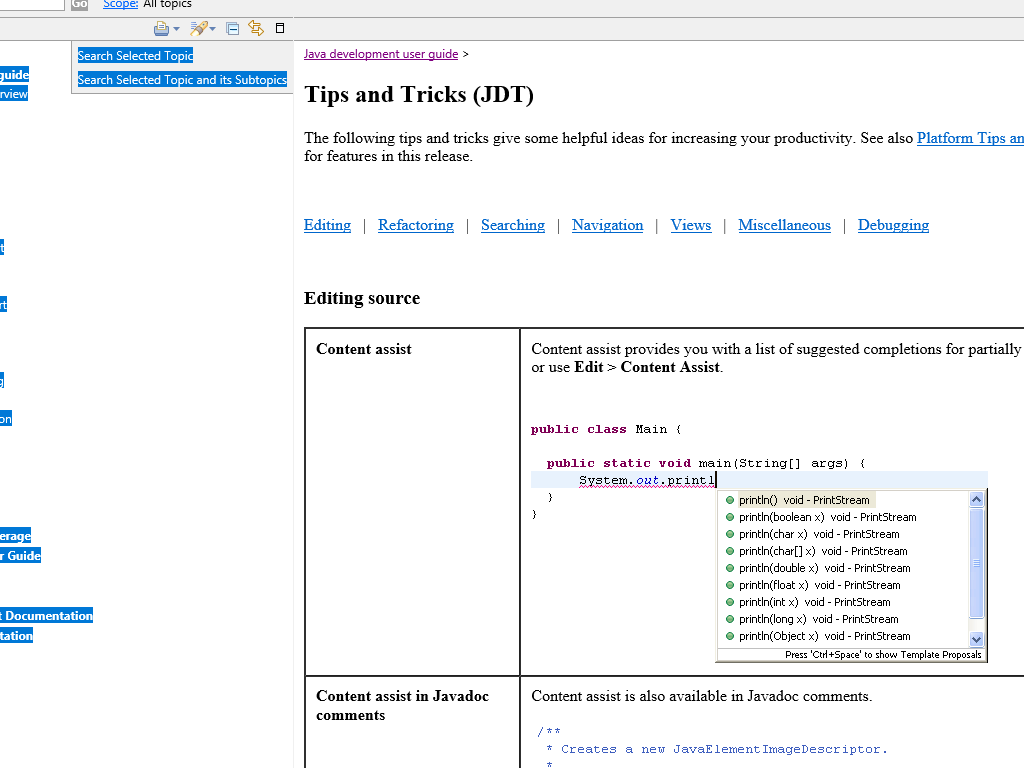 Go Scope: All topics
Search Selected Topic
Search Selected Topic and its Subtopics
guide
rview
t
rt
g
on
erage
r Guide
t Documentation
tation
Java development user guide >
Tips and Tricks (JDT)
The following tips and tricks give some helpful ideas for increasing your productivity. See also Platform Tips an
for features in this release.
Editing | Refactoring | Searching | Navigation | Views | Miscellaneous | Debugging
Editing source
Content assist
Content assist provides you with a list of suggested completions for partially
or use Edit > Content Assist.
public class Main {
public static void main(String[] args) {
System.out.printl
}
}
println() void - PrintStream
println(boolean x) void - PrintStream
println(char x) void - PrintStream
println(char[] x) void - PrintStream
println(double x) void - PrintStream
println(float x) void - PrintStream
println(int x) void - PrintStream
println(long x) void - PrintStream
println(Object x) void - PrintStream
Press 'Ctrl+Space' to show Template Proposals
Content assist in Javadoc
comments
Content assist is also available in Javadoc comments.
/**
* Creates a new JavaElementImageDescriptor.
*